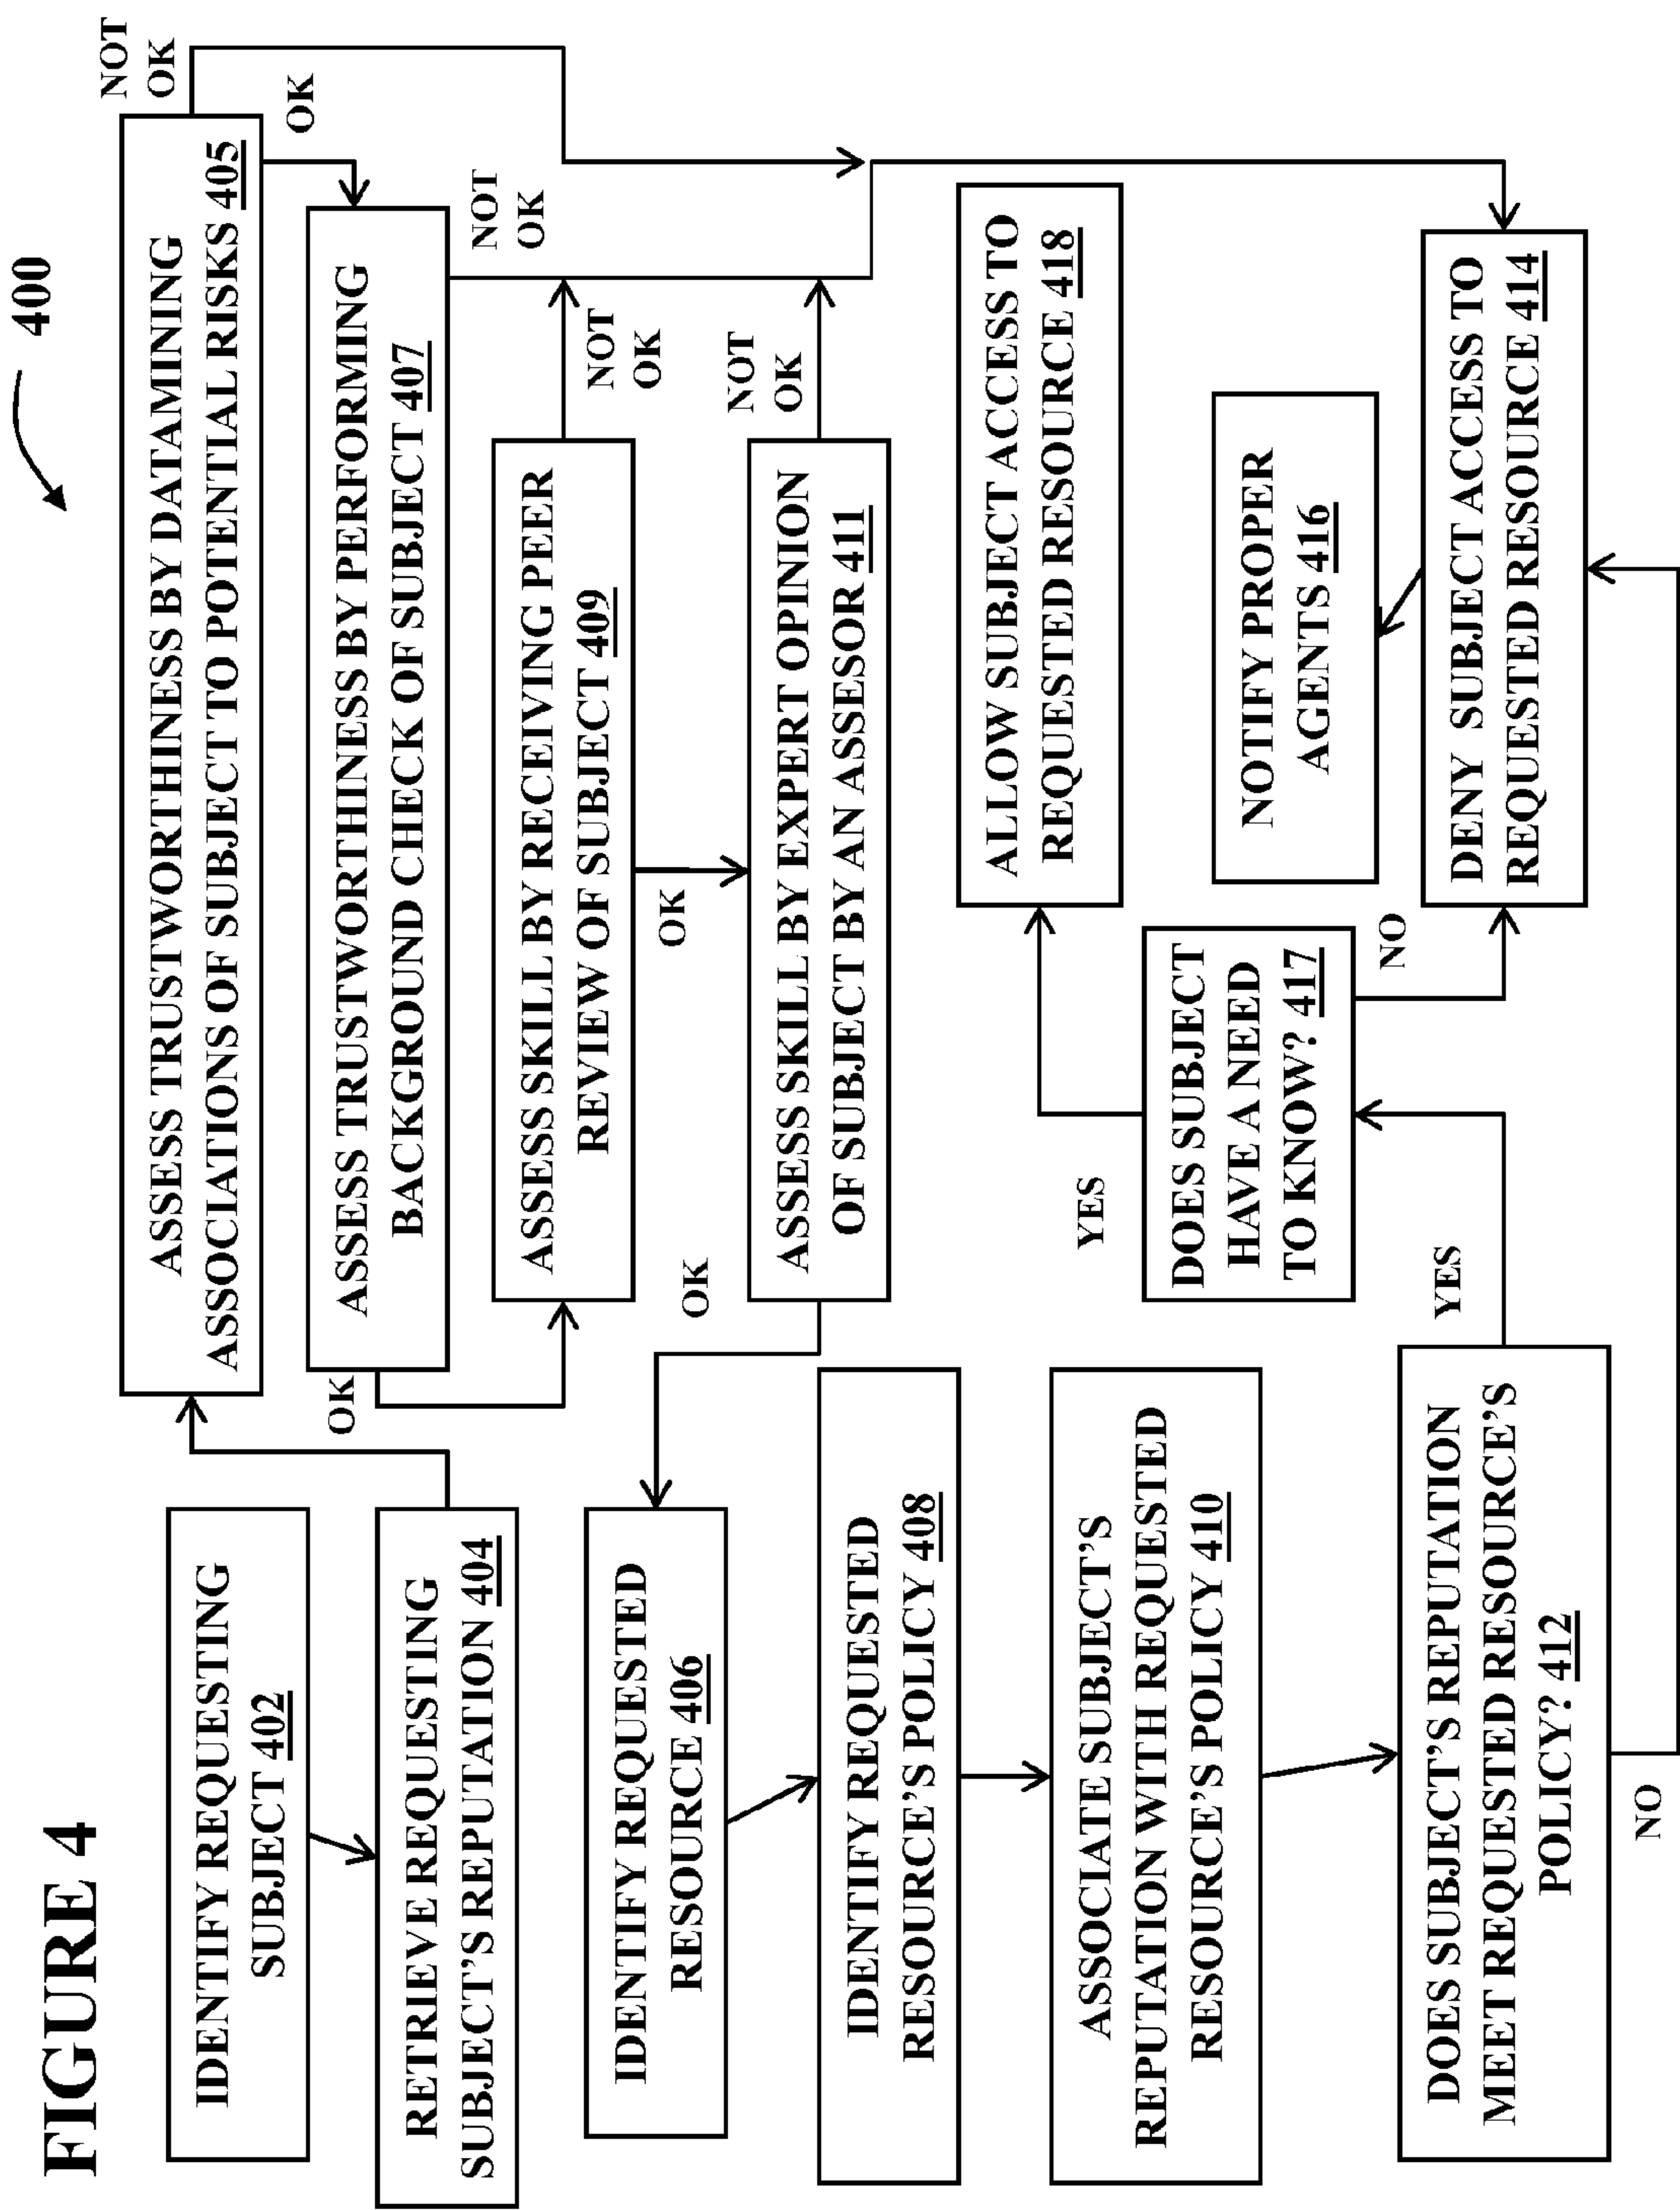 FIGURE 4
400
IDENTIFY REQUESTING
SUBJECT 402
RETRIEVE REQUESTING
SUBJECT'S REPUTATION 404
ASSESS TRUSTWORTHINESS BY DATAMINING
ASSOCIATIONS OF SUBJECT TO POTENTIAL RISKS 405
NOT
OK
OK
ASSESS TRUSTWORTHINESS BY PERFORMING
BACKGROUND CHECK OF SUBJECT 407
NOT
OK
OK
ASSESS SKILL BY RECEIVING PEER
REVIEW OF SUBJECT 409
NOT
OK
OK
ASSESS SKILL BY EXPERT OPINION
OF SUBJECT BY AN ASSESSOR 411
NOT
OK
OK
IDENTIFY REQUESTED
RESOURCE 406
IDENTIFY REQUESTED
RESOURCE'S POLICY 408
ASSOCIATE SUBJECT'S
REPUTATION WITH REQUESTED
RESOURCE'S POLICY 410
DOES SUBJECT'S REPUTATION
MEET REQUESTED RESOURCE'S
POLICY? 412
YES
NO
DOES SUBJECT
HAVE A NEED
TO KNOW? 417
YES
NO
ALLOW SUBJECT ACCESS TO
REQUESTED RESOURCE 418
NOTIFY PROPER
AGENTS 416
DENY SUBJECT ACCESS TO
REQUESTED RESOURCE 414